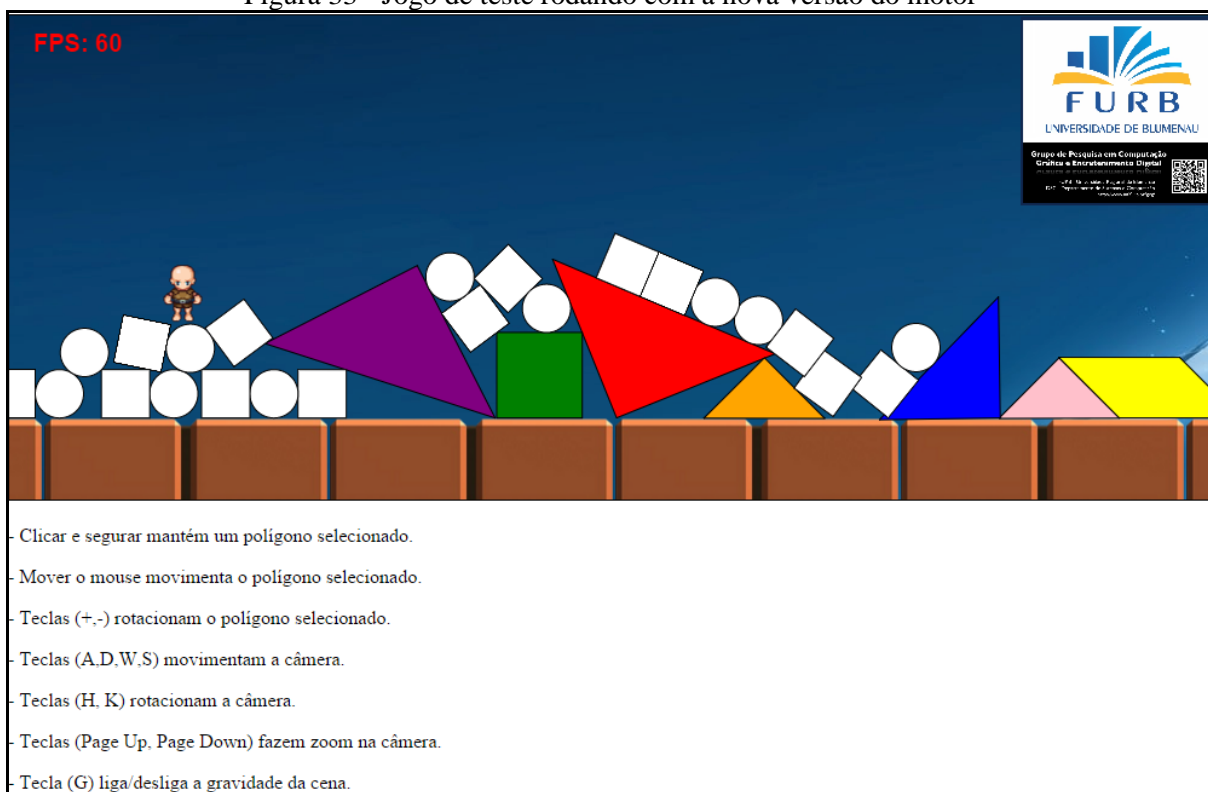 Figura 33 - Jogo de teste rodando com a nova versão do motor
FPS: 60
FURB
UNIVERSIDADE DE BLUMENAU
Grupo de Pesquisa em Computação
Gráfica e Entretenimento Digital
- Clicar e segurar mantém um polígono selecionado.
- Mover o mouse movimenta o polígono selecionado.
- Teclas (+,-) rotacionam o polígono selecionado.
- Teclas (A,D,W,S) movimentam a câmera.
- Teclas (H, K) rotacionam a câmera.
- Teclas (Page Up, Page Down) fazem zoom na câmera.
- Tecla (G) liga/desliga a gravidade da cena.